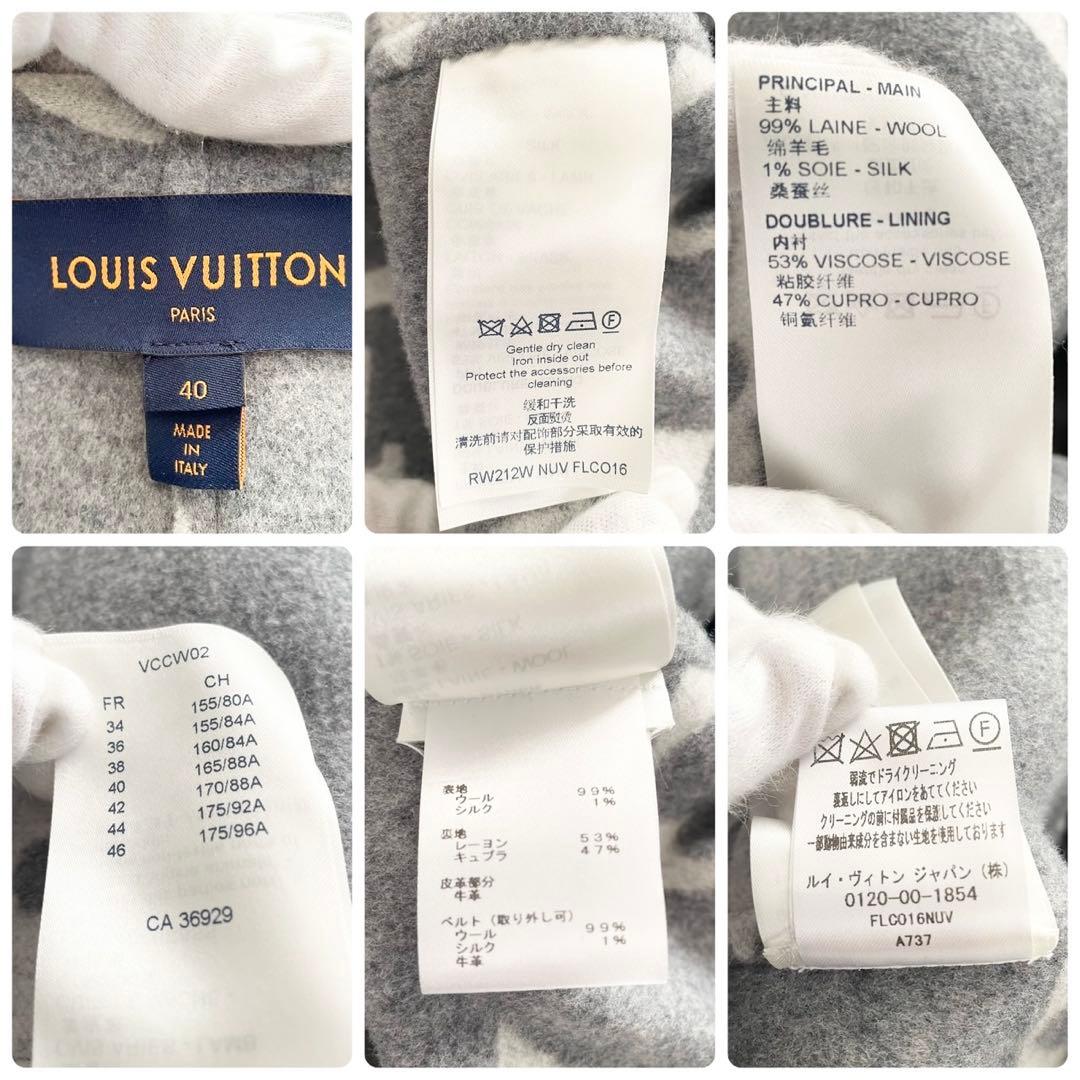 LOUIS VUITTON
PARIS
40
MADE
IN
ITALY
Gentle dry clean
Iron inside out
Protect the accessories before
cleaning
缓和干洗
反面熨烫
清洗前请对配饰部分采取有效的
保护措施
RW212W NUV FLCO16
PRINCIPAL - MAIN
主料
99% LAINE - WOOL
绵羊毛
1% SOIE - SILK
桑蚕丝
DOUBLURE - LINING
内衬
53% VISCOSE - VISCOSE
粘胶纤维
47% CUPRO - CUPRO
铜氨纤维
VCCW02
FR CH
34 155/80A
36 155/84A
38 160/84A
40 165/88A
42 170/88A
44 175/92A
46 175/96A
CA 36929
表地
ウール 99%
シルク 1%
裏地
レーヨン 53%
キュプラ 47%
皮革部分
牛革
ベルト（取り外し可）
ウール 99%
シルク 1%
牛革
F
弱流でドライクリーニング
裏返しにしてアイロンをあててください
クリーニングの前に付属品を保護してください
一部動物由来成分を含まない生地を使用しております
ルイ・ヴィトン ジャパン（株）
0120-00-1854
FLCO16NUV
A737